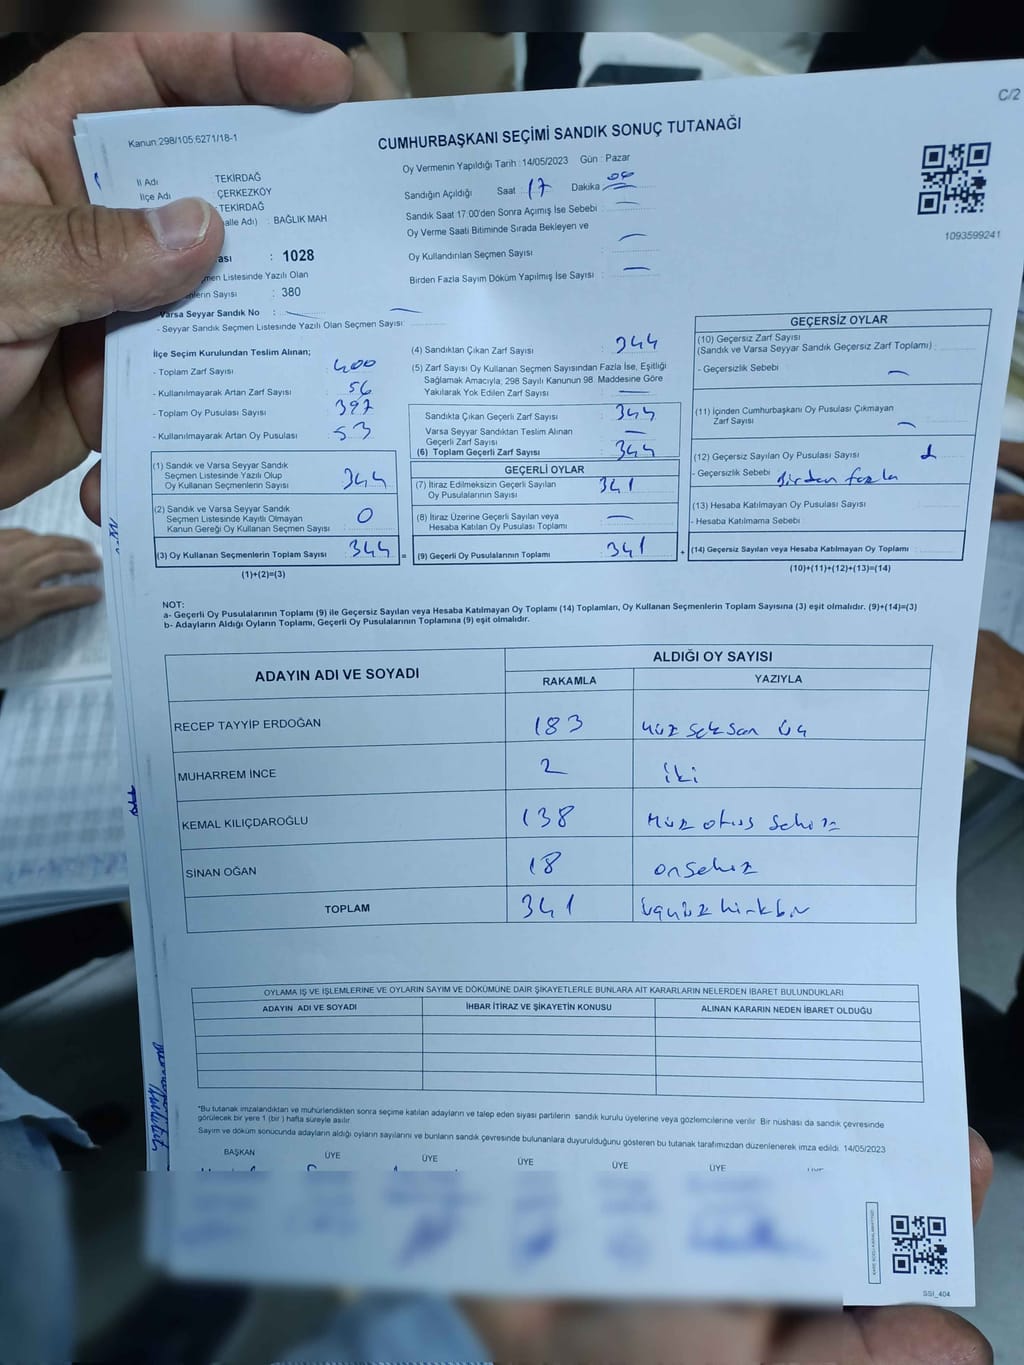 C/2
Kanun:298/105,6271/18-1
CUMHURBAŞKANI SEÇİMİ SANDIK SONUÇ TUTANAĞI
Oy Vermenin Yapıldığı Tarih : 14/05/2023 Gün : Pazar
İl Adı : TEKİRDAĞ
İlçe Adı : ÇERKEZKÖY
: TEKİRDAĞ
alle Adı) : BAĞLIK MAH
ası : 1028
men Listesinde Yazılı Olan
nlerin Sayısı : 380
Varsa Seyyar Sandık No :
- Seyyar Sandık Seçmen Listesinde Yazılı Olan Seçmen Sayısı:
Sandığın Açıldığı Saat : 17 Dakika
Sandık Saat 17:00'den Sonra Açımış İse Sebebi : —
Oy Verme Saati Bitiminde Sırada Bekleyen ve
Oy Kullandırılan Seçmen Sayısı : —
Birden Fazla Sayım Döküm Yapılmış İse Sayısı : —
1093599241
İlçe Seçim Kurulundan Teslim Alınan;
- Toplam Zarf Sayısı : 400
- Kullanılmayarak Artan Zarf Sayısı : 56
- Toplam Oy Pusulası Sayısı : 397
- Kullanılmayarak Artan Oy Pusulası : 53
(1) Sandık ve Varsa Seyyar Sandık
Seçmen Listesinde Yazılı Olup
Oy Kullanan Seçmenlerin Sayısı : 344
(2) Sandık ve Varsa Seyyar Sandık
Seçmen Listesinde Kayıtlı Olmayan
Kanun Gereği Oy Kullanan Seçmen Sayısı : 0
(3) Oy Kullanan Seçmenlerin Toplam Sayısı : 344 =
(1)+(2)=(3)
(4) Sandıktan Çıkan Zarf Sayısı : 344
(5) Zarf Sayısı Oy Kullanan Seçmen Sayısından Fazla İse, Eşitliği
Sağlamak Amacıyla; 298 Sayılı Kanunun 98. Maddesine Göre
Yakılarak Yok Edilen Zarf Sayısı : —
Sandıkta Çıkan Geçerli Zarf Sayısı : 344
Varsa Seyyar Sandıktan Teslim Alınan
Geçerli Zarf Sayısı : —
(6) Toplam Geçerli Zarf Sayısı : 344
GEÇERLİ OYLAR
(7) İtiraz Edilmeksizin Geçerli Sayılan
Oy Pusulalarının Sayısı : 341
(8) İtiraz Üzerine Geçerli Sayılan veya
Hesaba Katılan Oy Pusulası Toplamı : —
(9) Geçerli Oy Pusulalarının Toplamı : 341 +
GEÇERSİZ OYLAR
(10) Geçersiz Zarf Sayısı
(Sandık ve Varsa Seyyar Sandık Geçersiz Zarf Toplamı) :
- Geçersizlik Sebebi : —
(11) İçinden Cumhurbaşkanı Oy Pusulası Çıkmayan
Zarf Sayısı : —
(12) Geçersiz Sayılan Oy Pusulası Sayısı :
- Geçersizlik Sebebi : Birden fazla
(13) Hesaba Katılmayan Oy Pusulası Sayısı :
- Hesaba Katılmama Sebebi :
(14) Geçersiz Sayılan veya Hesaba Katılmayan Oy Toplamı :
(10)+(11)+(12)+(13)=(14)
NOT:
a- Geçerli Oy Pusulalarının Toplamı (9) ile Geçersiz Sayılan veya Hesaba Katılmayan Oy Toplamı (14) Toplamları, Oy Kullanan Seçmenlerin Toplam Sayısına (3) eşit olmalıdır. (9)+(14)=(3)
b- Adayların Aldığı Oyların Toplamı, Geçerli Oy Pusulalarının Toplamına (9) eşit olmalıdır.
ADAYIN ADI VE SOYADI
ALDIĞI OY SAYISI
RAKAMLA YAZIYLA
RECEP TAYYİP ERDOĞAN 183 yüz seksan üç
MUHARREM İNCE 2 iki
KEMAL KILIÇDAROĞLU 138 yüz otuz sekiz
SİNAN OĞAN 18 onsekiz
TOPLAM 341 üçyüz kırkbir
OYLAMA İŞ VE İŞLEMLERİNE VE OYLARIN SAYIM VE DÖKÜMÜNE DAİR ŞİKAYETLERLE BUNLARA AİT KARARLARIN NELERDEN İBARET BULUNDUKLARI
ADAYIN ADI VE SOYADI İHBAR İTİRAZ VE ŞİKAYETİN KONUSU ALINAN KARARIN NEDEN İBARET OLDUĞU
*Bu tutanak imzalandıktan ve mühürlendikten sonra seçime katılan adayların ve talep eden siyasi partilerin sandık kurulu üyelerine veya gözlemcilerine verilir. Bir nüshası da sandık çevresinde
görülecek bir yere 1 (bir ) hafta süreyle asılır.
Sayım ve döküm sonucunda adayların aldığı oyların sayılarını ve bunların sandık çevresinde bulunanlara duyurulduğunu gösteren bu tutanak tarafımızdan düzenlenerek imza edildi. 14/05/2023
BAŞKAN ÜYE ÜYE ÜYE ÜYE ÜYE
SSİ_404